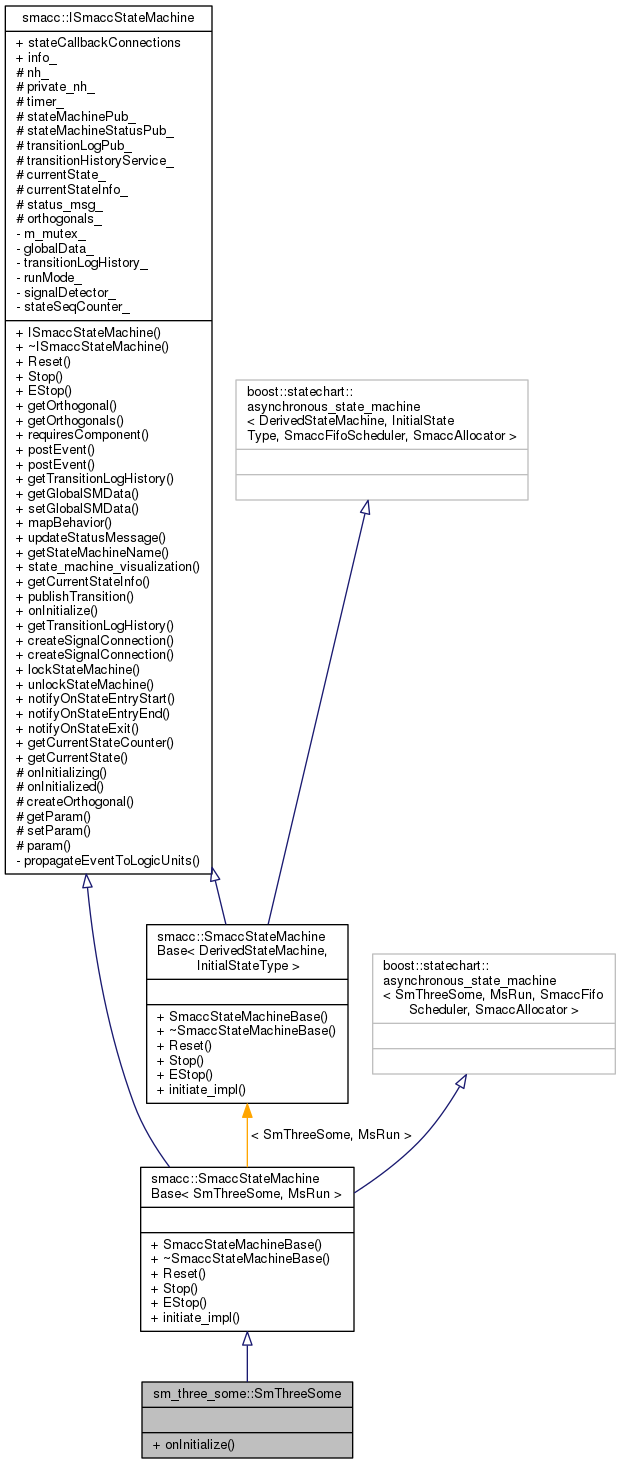 smacc::ISmaccStateMachine
+ stateCallbackConnections
+ info_
# nh_
# private_nh_
# timer_
# stateMachinePub_
# stateMachineStatusPub_
# transitionLogPub_
# transitionHistoryService_
# currentState_
# currentStateInfo_
# status_msg_
# orthogonals_
- m_mutex_
- globalData_
- transitionLogHistory_
- runMode_
- signalDetector_
- stateSeqCounter_
+ ISmaccStateMachine()
+ ~ISmaccStateMachine()
+ Reset()
+ Stop()
+ EStop()
+ getOrthogonal()
+ getOrthogonals()
+ requiresComponent()
+ postEvent()
+ postEvent()
+ getTransitionLogHistory()
+ getGlobalSMData()
+ setGlobalSMData()
+ mapBehavior()
+ updateStatusMessage()
+ getStateMachineName()
+ state_machine_visualization()
+ getCurrentStateInfo()
+ publishTransition()
+ onInitialize()
+ getTransitionLogHistory()
+ createSignalConnection()
+ createSignalConnection()
+ lockStateMachine()
+ unlockStateMachine()
+ notifyOnStateEntryStart()
+ notifyOnStateEntryEnd()
+ notifyOnStateExit()
+ getCurrentStateCounter()
+ getCurrentState()
# onInitializing()
# onInitialized()
# createOrthogonal()
# getParam()
# setParam()
# param()
- propagateEventToLogicUnits()
boost::statechart::
asynchronous_state_machine
< DerivedStateMachine, InitialState
Type, SmaccFifoScheduler, SmaccAllocator >
smacc::SmaccStateMachine
Base< DerivedStateMachine,
InitialStateType >
+ SmaccStateMachineBase()
+ ~SmaccStateMachineBase()
+ Reset()
+ Stop()
+ EStop()
+ initiate_impl()
boost::statechart::
asynchronous_state_machine
< SmThreeSome, MsRun, SmaccFifo
Scheduler, SmaccAllocator >
< SmThreeSome, MsRun >
smacc::SmaccStateMachine
Base< SmThreeSome, MsRun >
+ SmaccStateMachineBase()
+ ~SmaccStateMachineBase()
+ Reset()
+ Stop()
+ EStop()
+ initiate_impl()
sm_three_some::SmThreeSome
+ onInitialize()